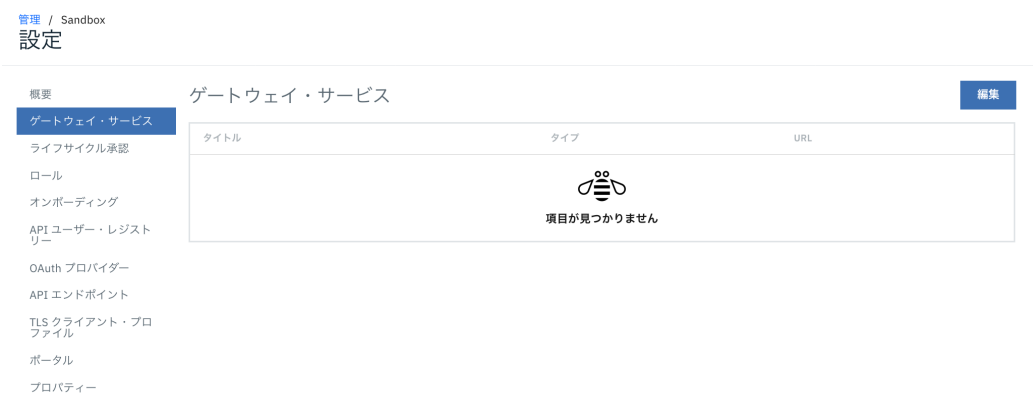 管理 / Sandbox
設定
概要
ゲートウェイ・サービス
ライフサイクル承認
ロール
オンボーディング
API ユーザー・レジスト
リー
OAuth プロバイダー
API エンドポイント
TLS クライアント・プロ
ファイル
ポータル
プロパティー
ゲートウェイ・サービス
編集
タイトル タイプ URL
項目が見つかりません